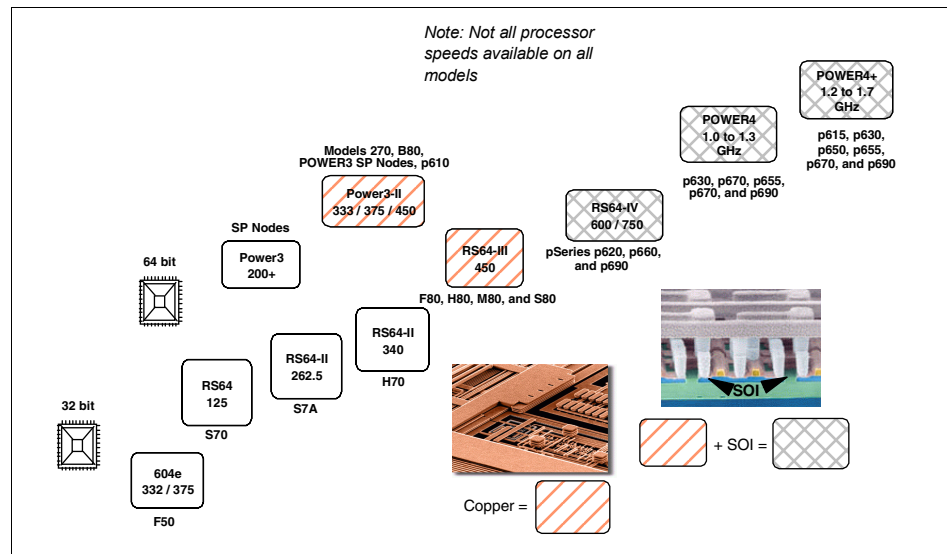 Note: Not all processor
speeds available on all
models
POWER4+
1.2 to 1.7
GHz
p615, p630,
p650, p655,
p670, and p690
POWER4
1.0 to 1.3
GHz
p630, p670, p655,
p670, and p690
Models 270, B80,
POWER3 SP Nodes, p610
Power3-II
333 / 375 / 450
RS64-IV
600 / 750
pSeries p620, p660,
and p690
SP Nodes
Power3
200+
RS64-III
450
F80, H80, M80, and S80
64 bit
RS64-II
340
H70
RS64-II
262.5
S7A
RS64
125
S70
32 bit
604e
332 / 375
F50
SOI
+ SOI =
Copper =